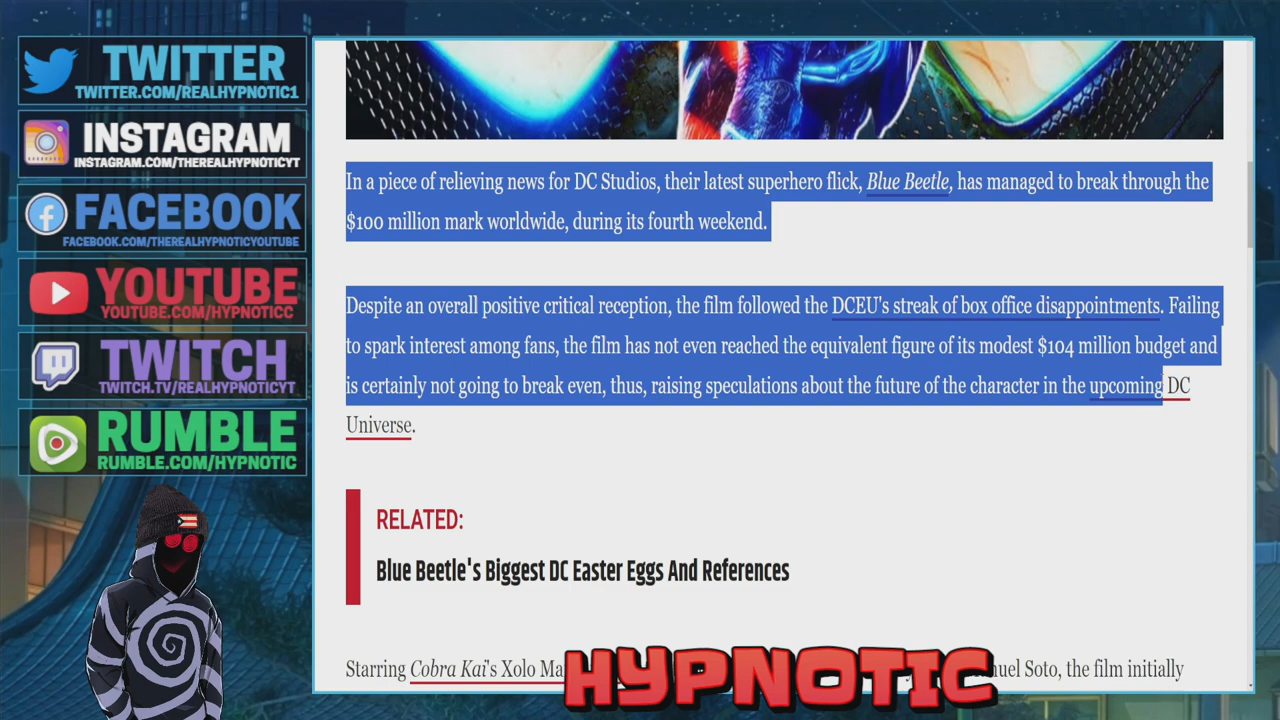 TWITTER
TWITTER.COM/REALHYPNOTIC1
INSTAGRAM
INSTAGRAM.COM/THEREALHYPNOTICYT
FACEBOOK
FACEBOOK.COM/THEREALHYPNOTICYOUTUBE
YOUTUBE
YOUTUBE.COM/HYPNOTICC
TWITCH
TWITCH.TV/REALHYPNOTICYT
RUMBLE
RUMBLE.COM/HYPNOTIC
In a piece of relieving news for DC Studios, their latest superhero flick, Blue Beetle, has managed to break through the
$100 million mark worldwide, during its fourth weekend.
Despite an overall positive critical reception, the film followed the DCEU's streak of box office disappointments. Failing
to spark interest among fans, the film has not even reached the equivalent figure of its modest $104 million budget and
is certainly not going to break even, thus, raising speculations about the future of the character in the upcoming DC
Universe.
RELATED:
Blue Beetle's Biggest DC Easter Eggs And References
Starring Cobra Kai's Xolo Soto, the film initially
HYPNOTIC